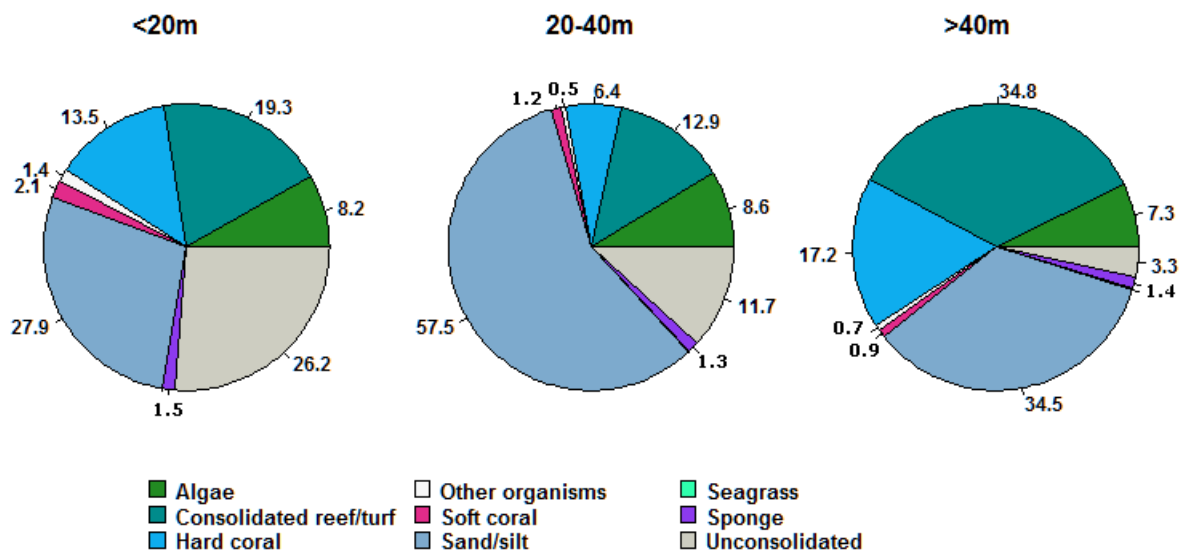 <20m
20-40m
>40m
19.3
13.5
1.4
2.1
8.2
27.9
26.2
1.5
0.5
6.4
1.2
12.9
8.6
57.5
11.7
1.3
34.8
7.3
17.2
3.3
1.4
0.7
0.9
34.5
Algae
Consolidated reef/turf
Hard coral
Other organisms
Soft coral
Sand/silt
Seagrass
Sponge
Unconsolidated